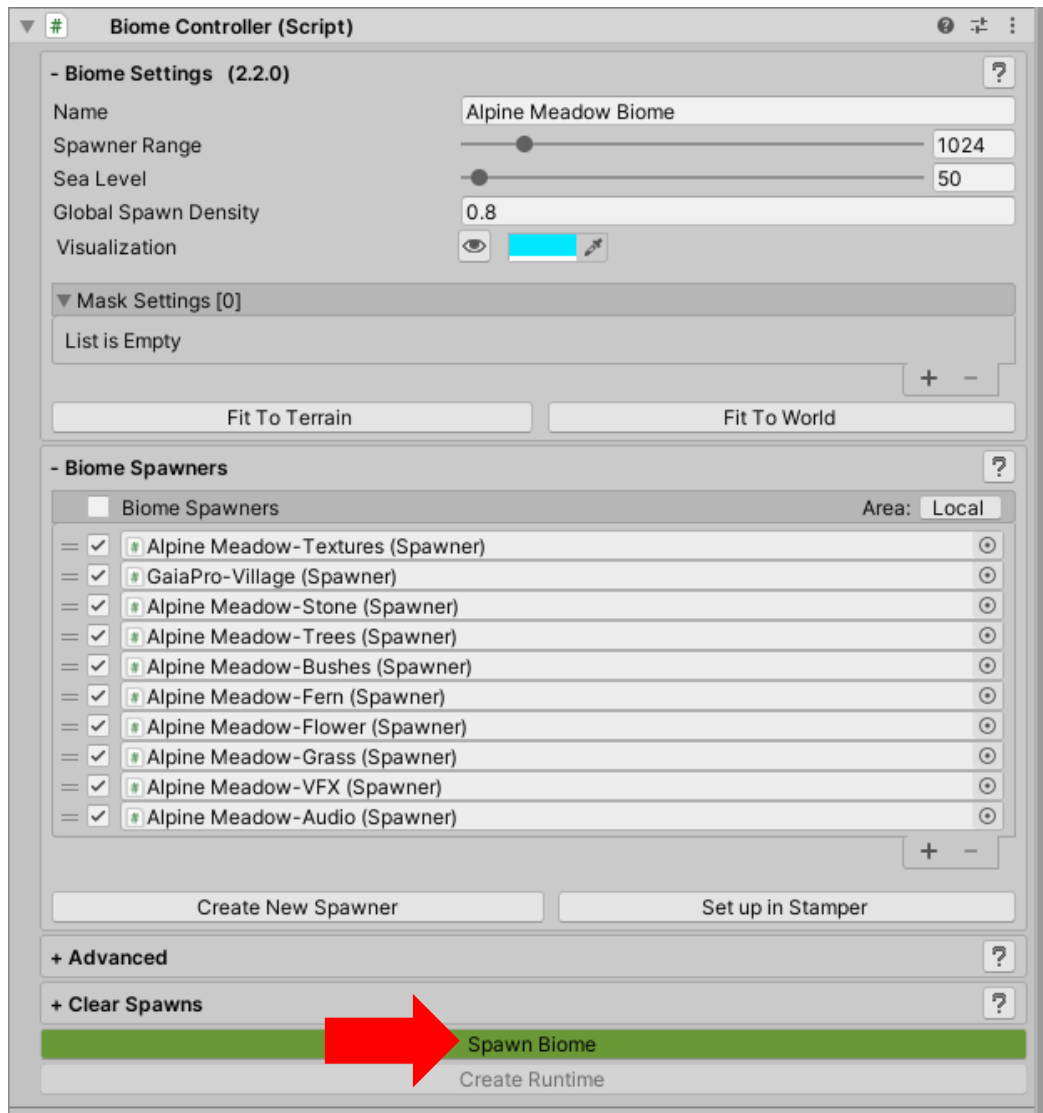 Biome Controller (Script)
- Biome Settings (2.2.0)
Name Alpine Meadow Biome
Spawner Range 1024
Sea Level 50
Global Spawn Density 0.8
Visualization
Mask Settings [0]
List is Empty
+ −
Fit To Terrain Fit To World
- Biome Spawners
Biome Spawners Area: Local
Alpine Meadow-Textures (Spawner)
GaiaPro-Village (Spawner)
Alpine Meadow-Stone (Spawner)
Alpine Meadow-Trees (Spawner)
Alpine Meadow-Bushes (Spawner)
Alpine Meadow-Fern (Spawner)
Alpine Meadow-Flower (Spawner)
Alpine Meadow-Grass (Spawner)
Alpine Meadow-VFX (Spawner)
Alpine Meadow-Audio (Spawner)
+ −
Create New Spawner Set up in Stamper
+ Advanced
+ Clear Spawns
Spawn Biome
Create Runtime